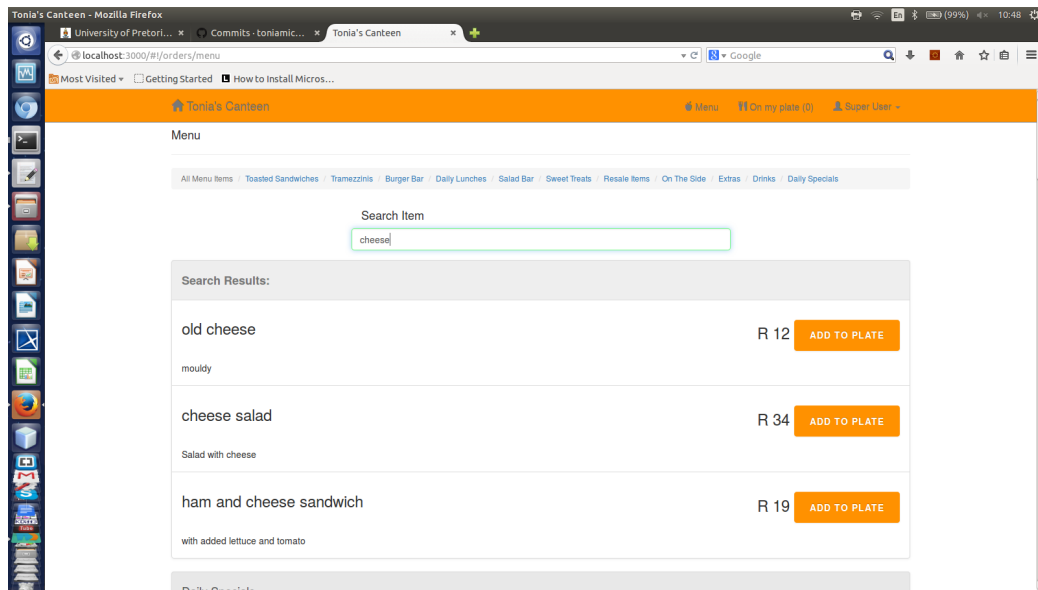 Tonia's Canteen - Mozilla Firefox
En (99%) 10:48
University of Pretori... × Commits · toniamic... × Tonia's Canteen ×
localhost:3000/#!/orders/menu Google
Most Visited Getting Started How to Install Micros...
Tonia's Canteen Menu On my plate (0) Super User
Menu
All Menu Items / Toasted Sandwiches / Tramezzinis / Burger Bar / Daily Lunches / Salad Bar / Sweet Treats / Resale Items / On The Side / Extras / Drinks / Daily Specials
Search Item
cheese
Search Results:
old cheese R 12 ADD TO PLATE
mouldy
cheese salad R 34 ADD TO PLATE
Salad with cheese
ham and cheese sandwich R 19 ADD TO PLATE
with added lettuce and tomato
Daily Specials